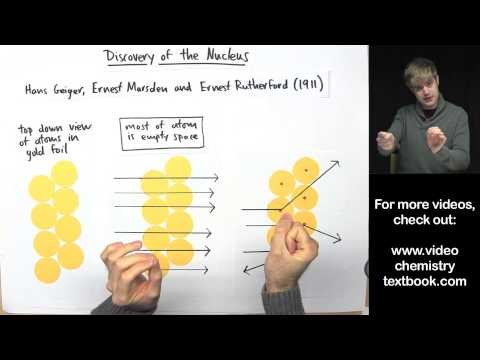 Discovery of the Nucleus
Hans Geiger, Ernest Marsden and Ernest Rutherford (1911)
top down view
of atoms in
gold foil
most of atom
is empty space
For more videos,
check out:
www.video
chemistry
textbook.com